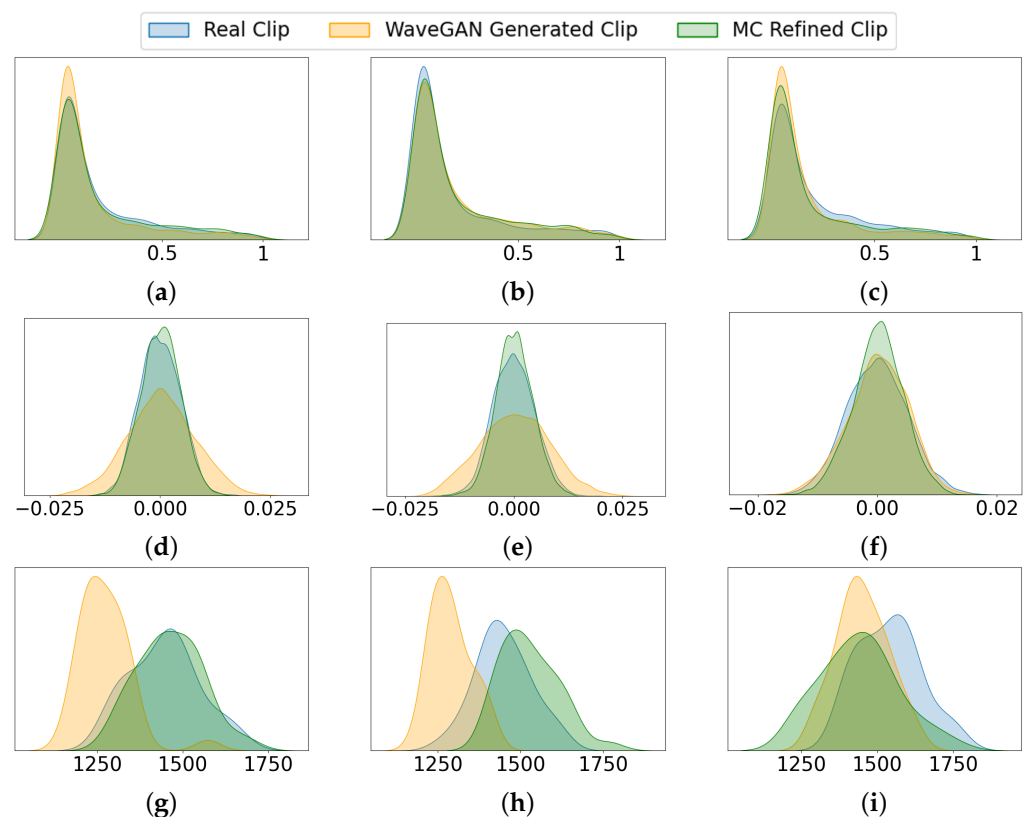 Real Clip WaveGAN Generated Clip MC Refined Clip
0.5 1 0.5 1 0.5 1
(a) (b) (c)
−0.025 0.000 0.025 −0.025 0.000 0.025 −0.02 0.00 0.02
(d) (e) (f)
1250 1500 1750 1250 1500 1750 1250 1500 1750
(g) (h) (i)